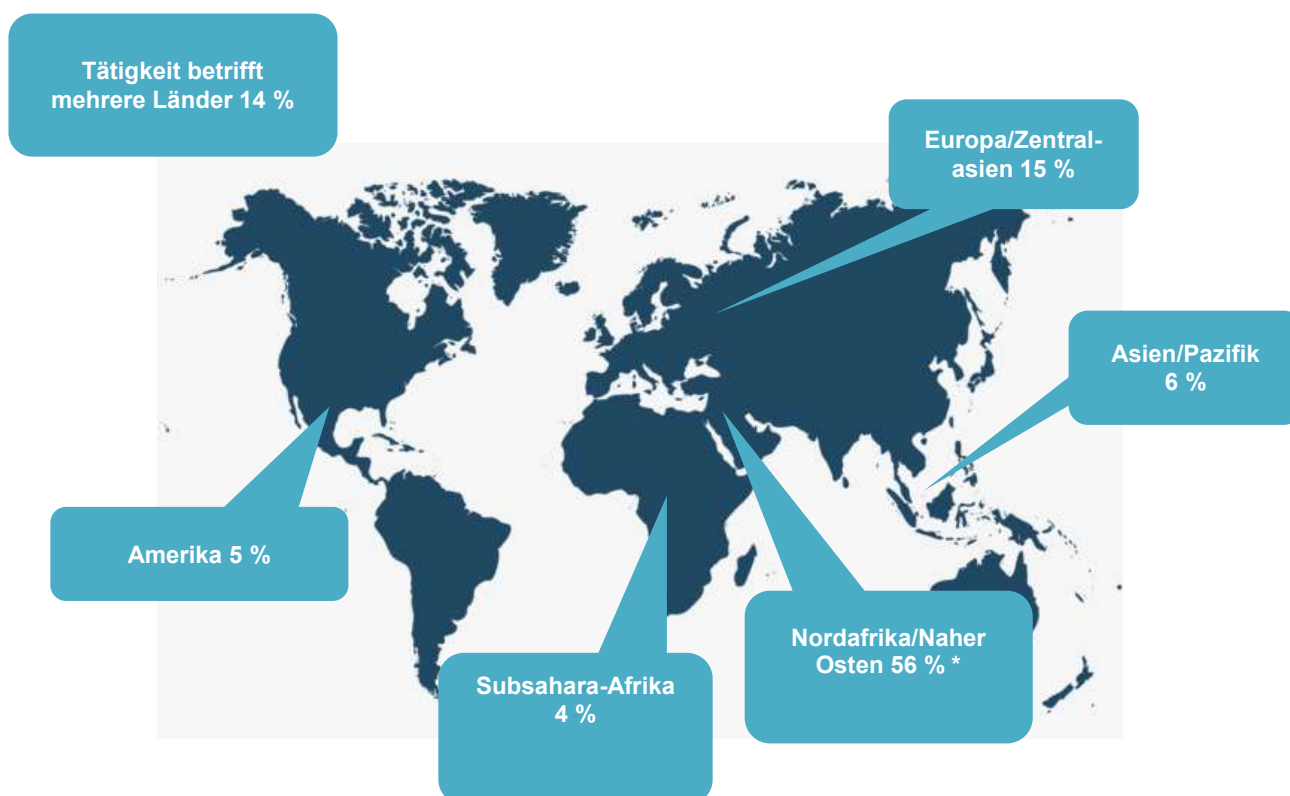 Tätigkeit betrifft
mehrere Länder 14 %
Europa/Zentral-
asien 15 %
Asien/Pazifik
6 %
Amerika 5 %
Nordafrika/Naher
Osten 56 % *
Subsahara-Afrika
4 %